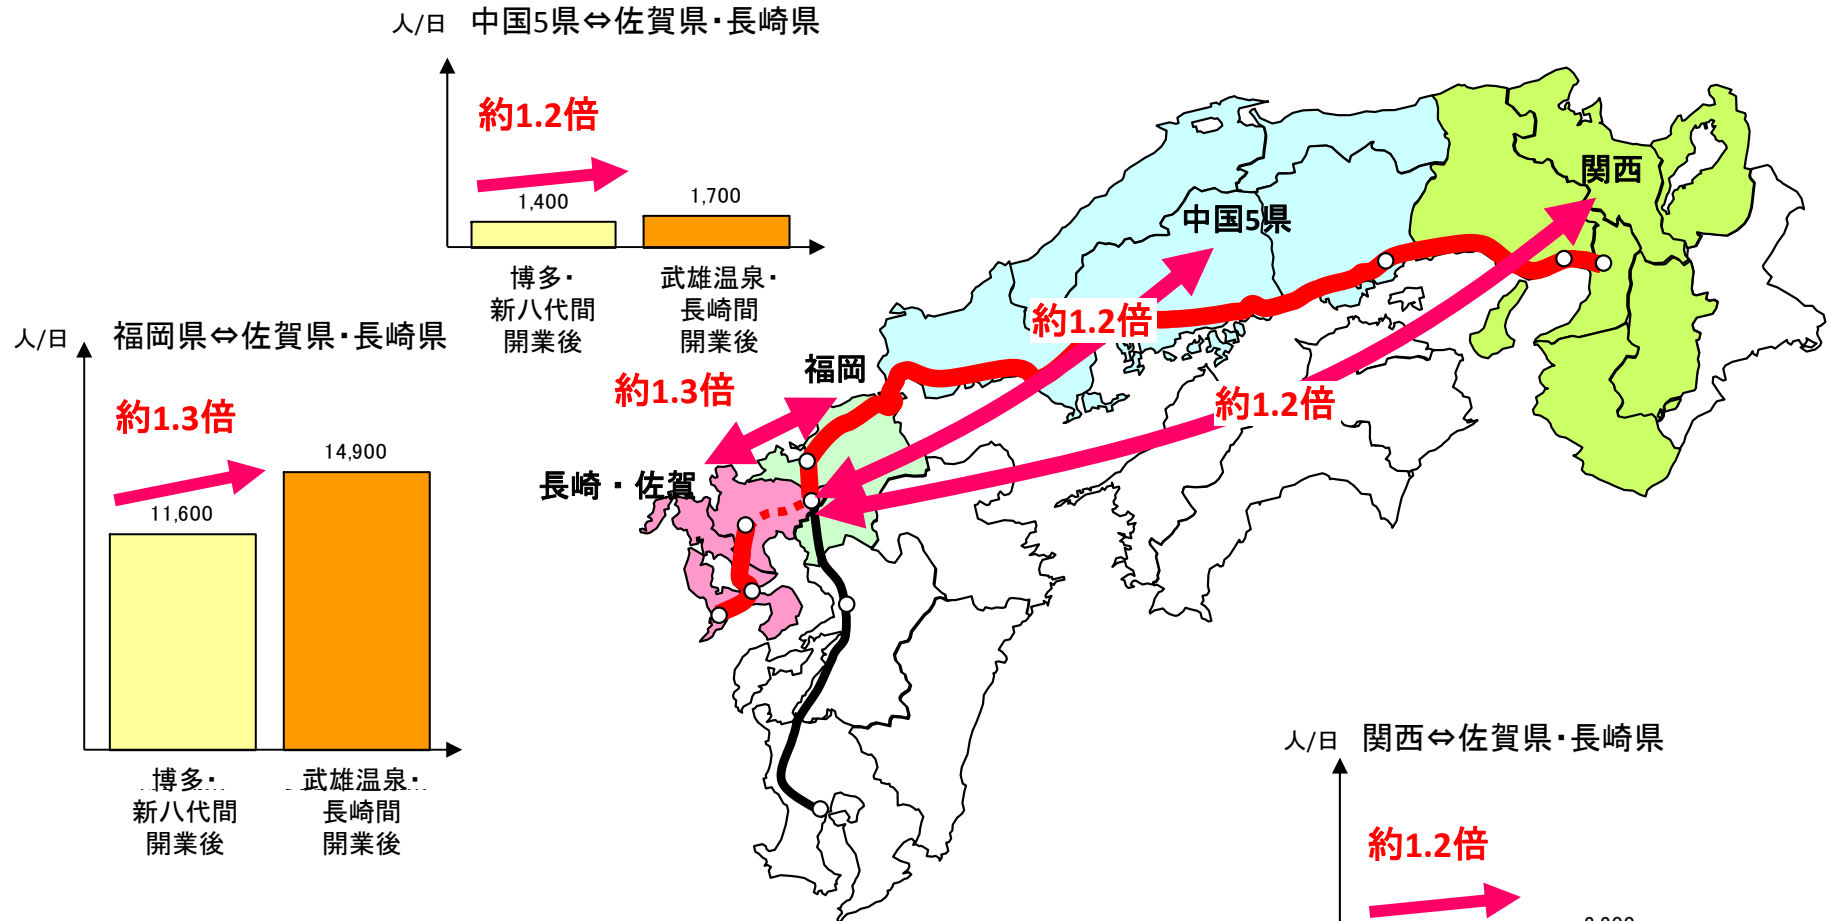 人/日 中国5県⇔佐賀県・長崎県
約1.2倍
1,400
1,700
博多・
新八代間
開業後
武雄温泉・
長崎間
開業後
人/日 福岡県⇔佐賀県・長崎県
約1.3倍
11,600
14,900
博多・
新八代間
開業後
武雄温泉・
長崎間
開業後
関西
中国5県
約1.2倍
福岡
約1.3倍
約1.2倍
長崎・佐賀
人/日 関西⇔佐賀県・長崎県
約1.2倍